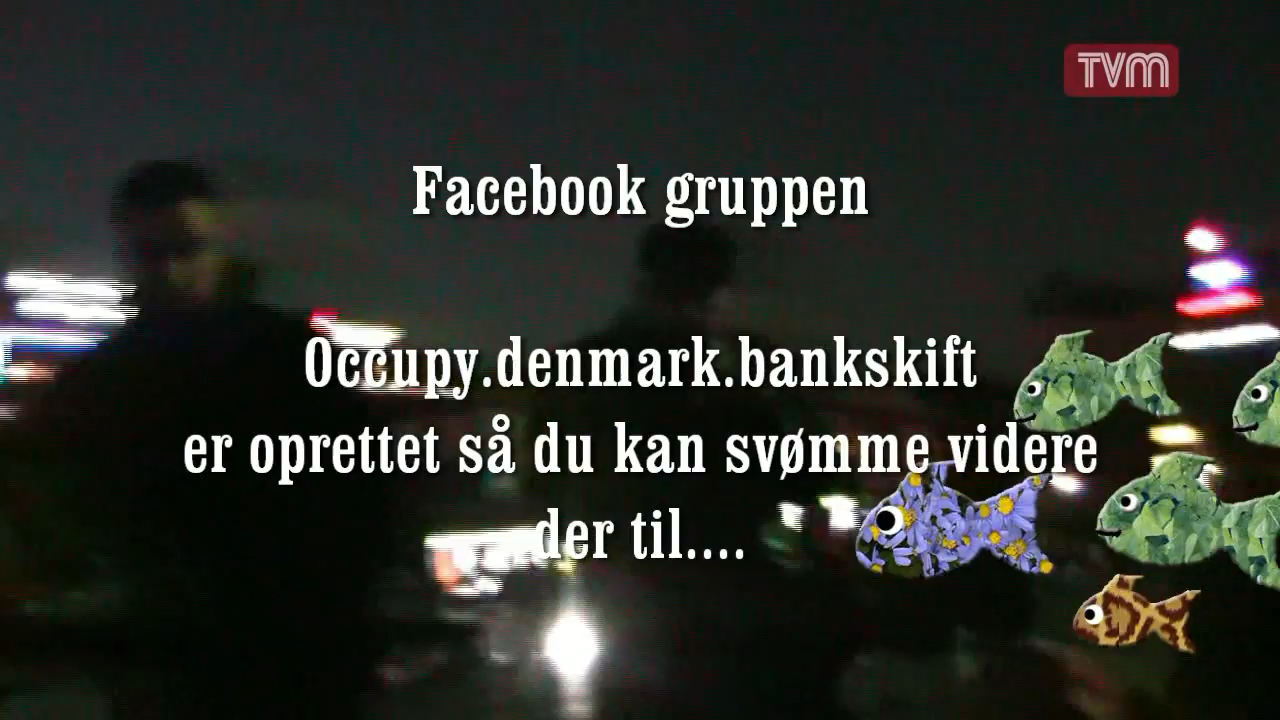 TVM
Facebook gruppen
Occupy.denmark.bankskift
er oprettet så du kan svømme videre
der til....